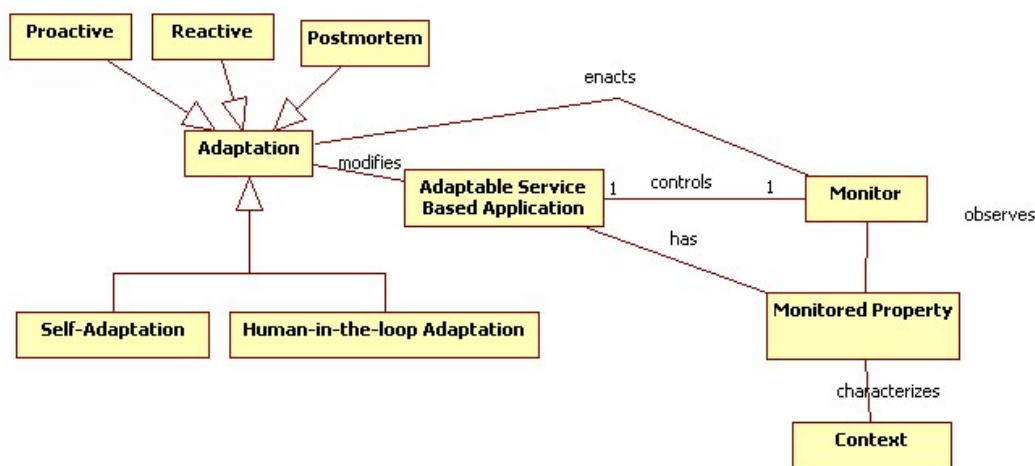 Proactive
Reactive
Postmortem
enacts
Adaptation
modifies
Adaptable Service
Based Application
1
controls
1
Monitor
observes
has
Monitored Property
Self-Adaptation
Human-in-the-loop Adaptation
characterizes
Context